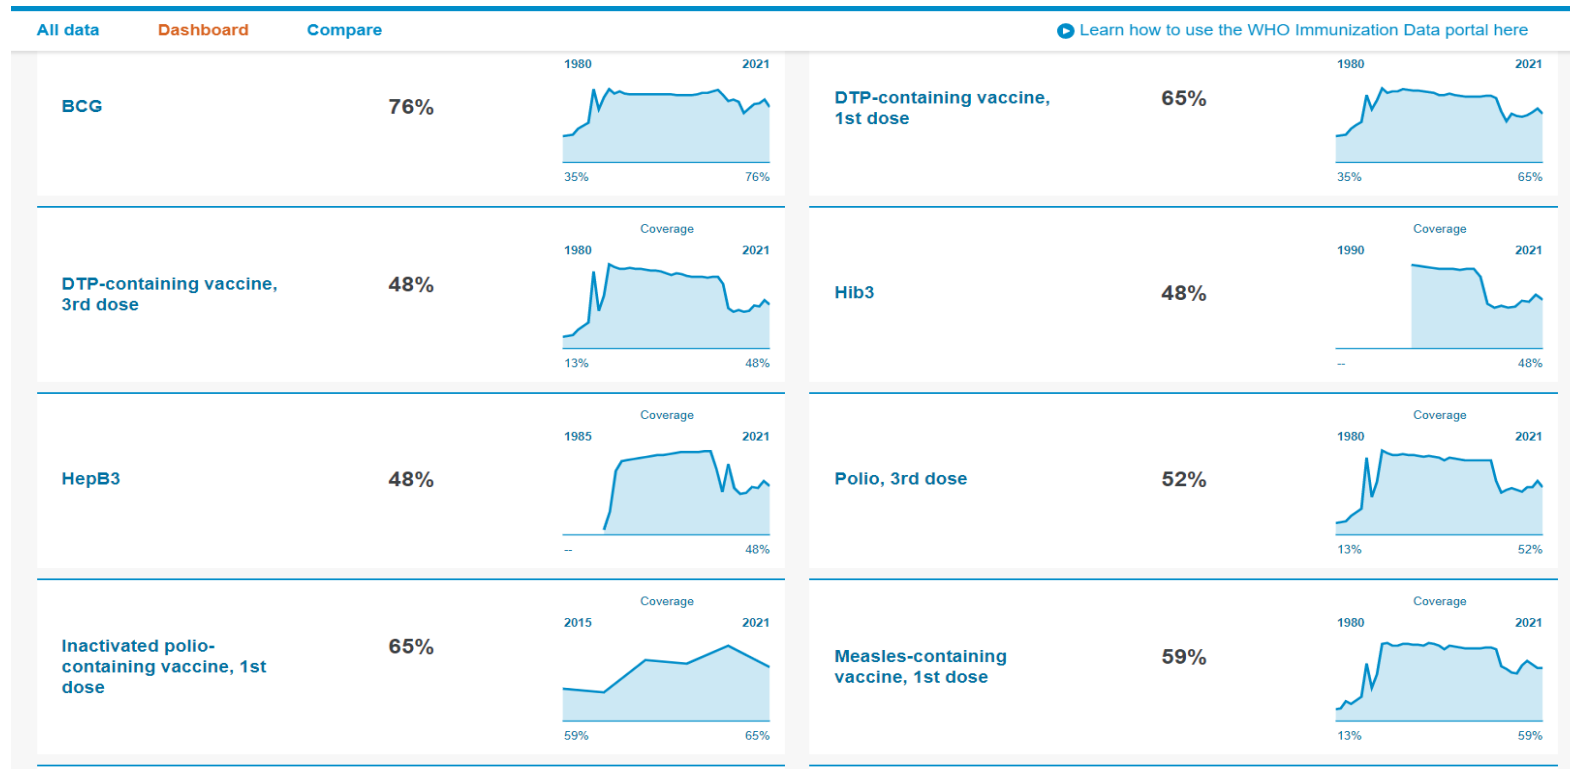 All data Dashboard Compare Learn how to use the WHO Immunization Data portal here
1980 2021
BCG 76%
35% 76%
1980 2021
DTP-containing vaccine,
1st dose
65%
35% 65%
Coverage
1980 2021
DTP-containing vaccine,
3rd dose
48%
13% 48%
Coverage
1990 2021
Hib3 48%
-- 48%
Coverage
1985 2021
HepB3 48%
-- 48%
Coverage
1980 2021
Polio, 3rd dose 52%
13% 52%
Coverage
2015 2021
Inactivated polio-
containing vaccine, 1st
dose
65%
59% 65%
Coverage
1980 2021
Measles-containing
vaccine, 1st dose
59%
13% 59%